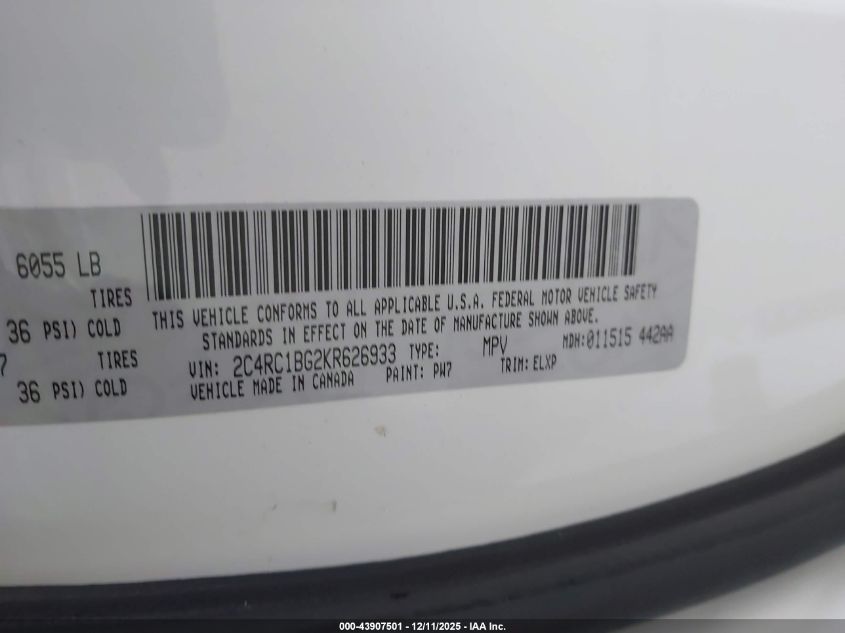 6055 LB
TIRES
36 PSI) COLD
7 TIRES
36 PSI) COLD
THIS VEHICLE CONFORMS TO ALL APPLICABLE U.S.A. FEDERAL MOTOR VEHICLE SAFETY
STANDARDS IN EFFECT ON THE DATE OF MANUFACTURE SHOWN ABOVE.
VIN: 2C4RC1BG2KR626933 TYPE: MPV MDH:011515 442AA
VEHICLE MADE IN CANADA PAINT: PW7 TRIM: ELXP
000-43907501 - 12/11/2025 - IAA Inc.